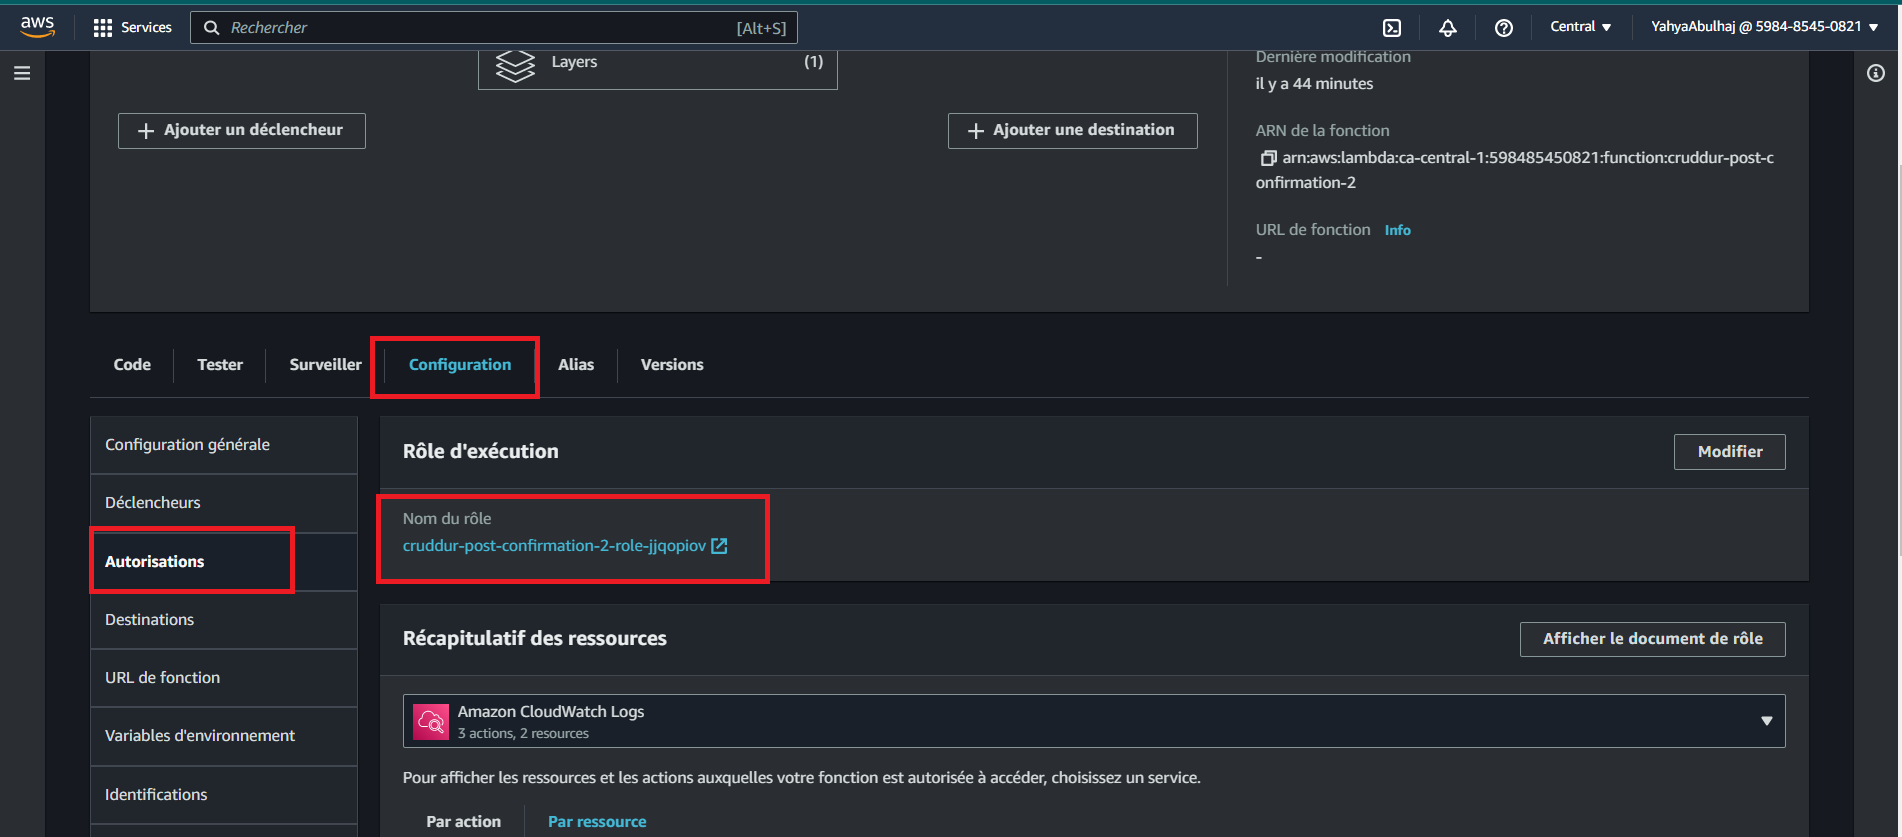 aws
Services
Rechercher
[Alt+S]
Central
YahyaAbulhaj @ 5984-8545-0821
Layers
(1)
Dernière modification
il y a 44 minutes
Ajouter un déclencheur
Ajouter une destination
ARN de la fonction
arn:aws:lambda:ca-central-1:598485450821:function:cruddur-post-c
onfirmation-2
URL de fonction Info
-
Code
Tester
Surveiller
Configuration
Alias
Versions
Configuration générale
Déclencheurs
Autorisations
Destinations
URL de fonction
Variables d'environnement
Identifications
Rôle d'exécution
Modifier
Nom du rôle
cruddur-post-confirmation-2-role-jjqopiov
Récapitulatif des ressources
Afficher le document de rôle
Amazon CloudWatch Logs
3 actions, 2 resources
Pour afficher les ressources et les actions auxquelles votre fonction est autorisée à accéder, choisissez un service.
Par action
Par ressource